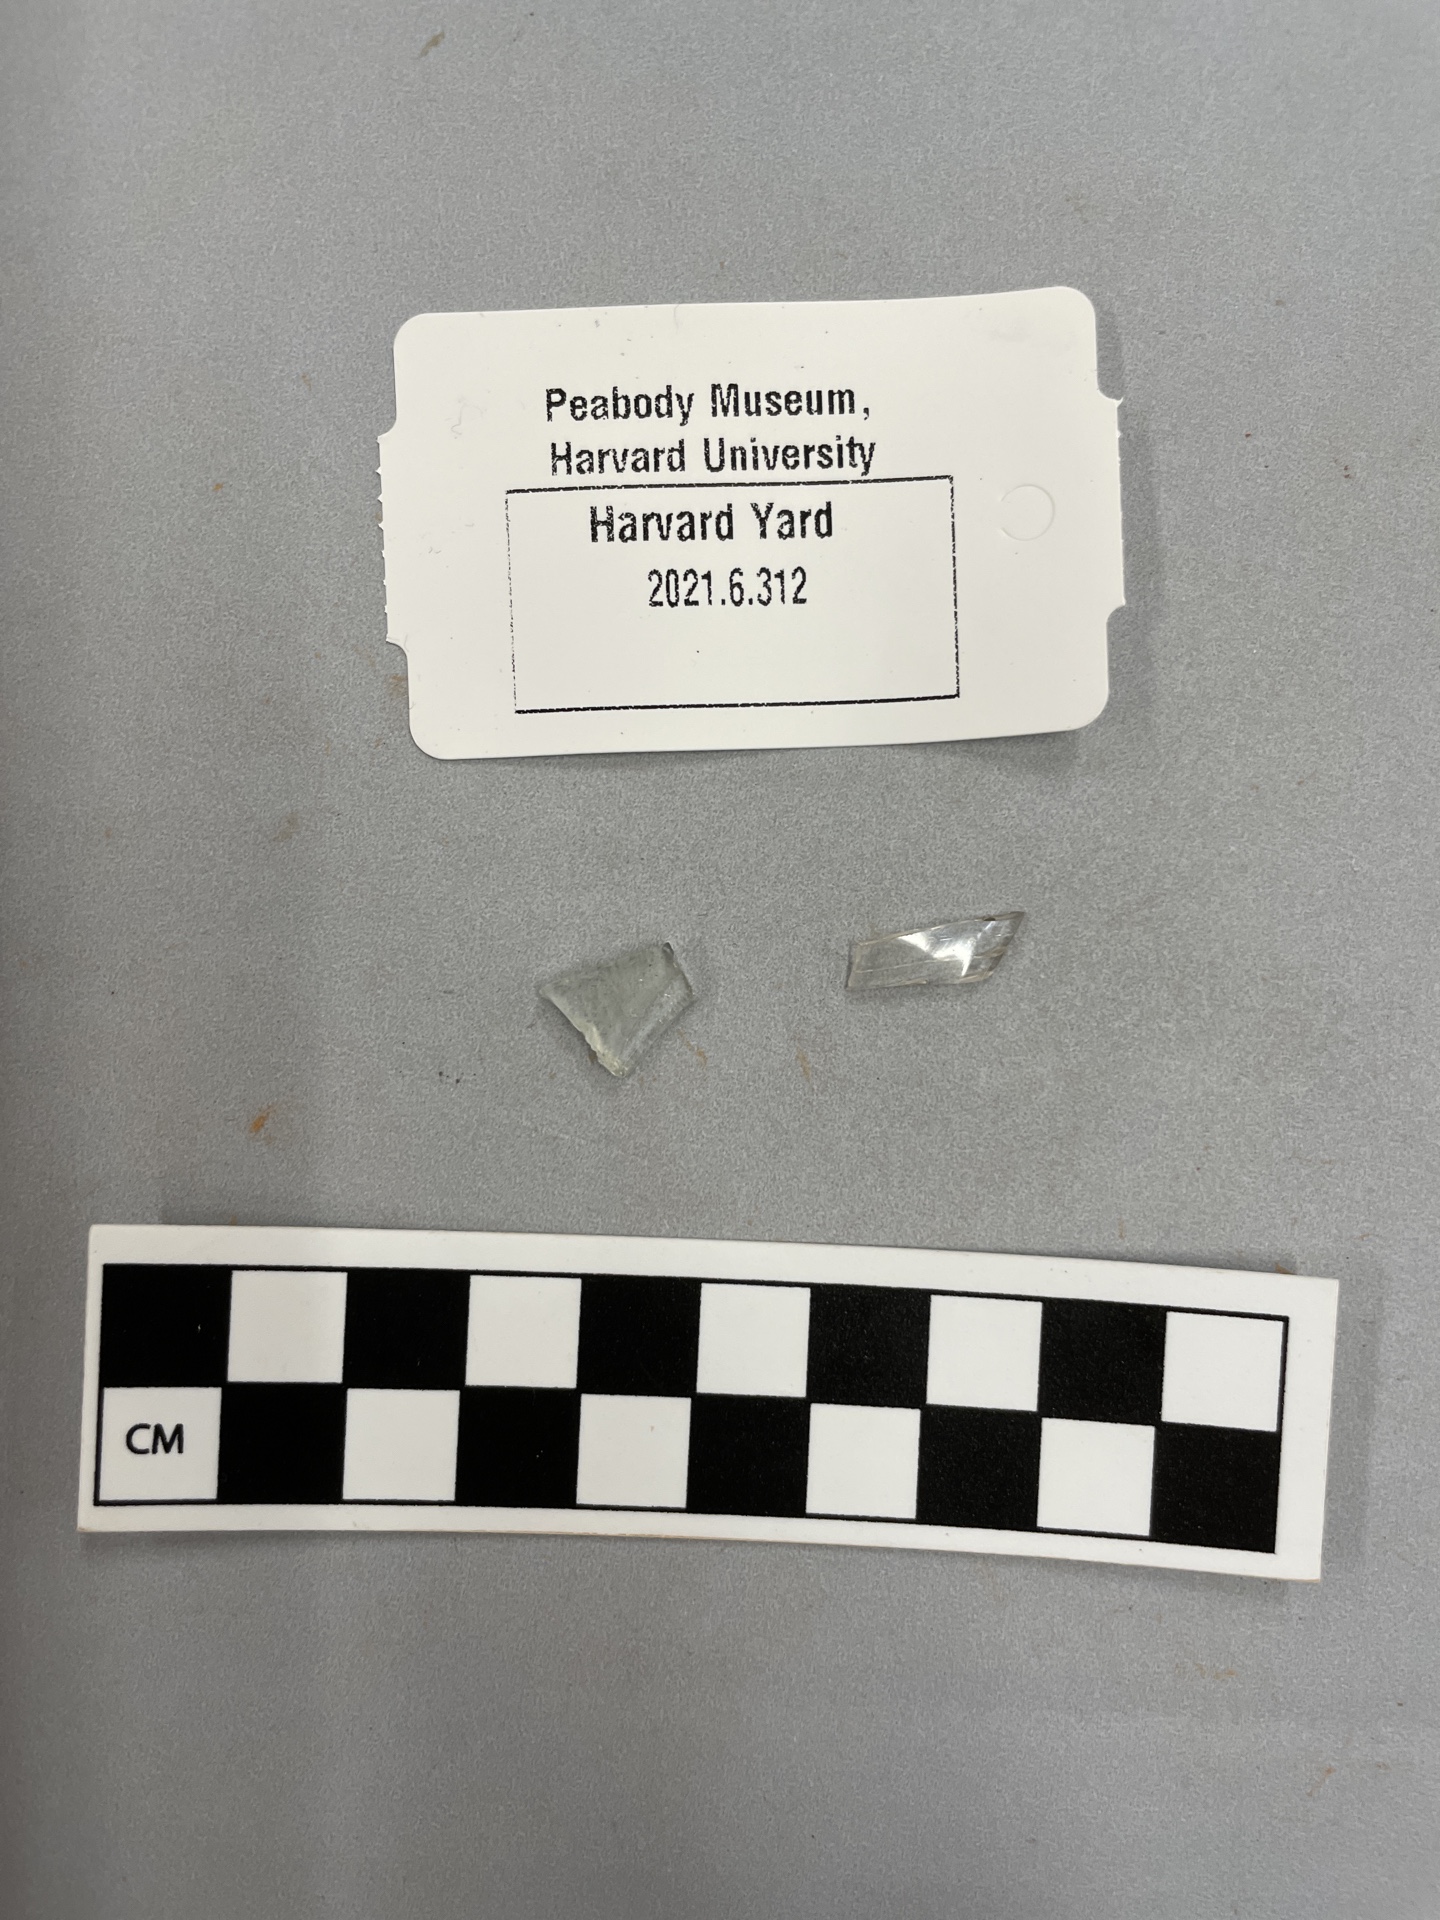 Peabody Museum,
Harvard University
Harvard Yard
2021.6.312
CM